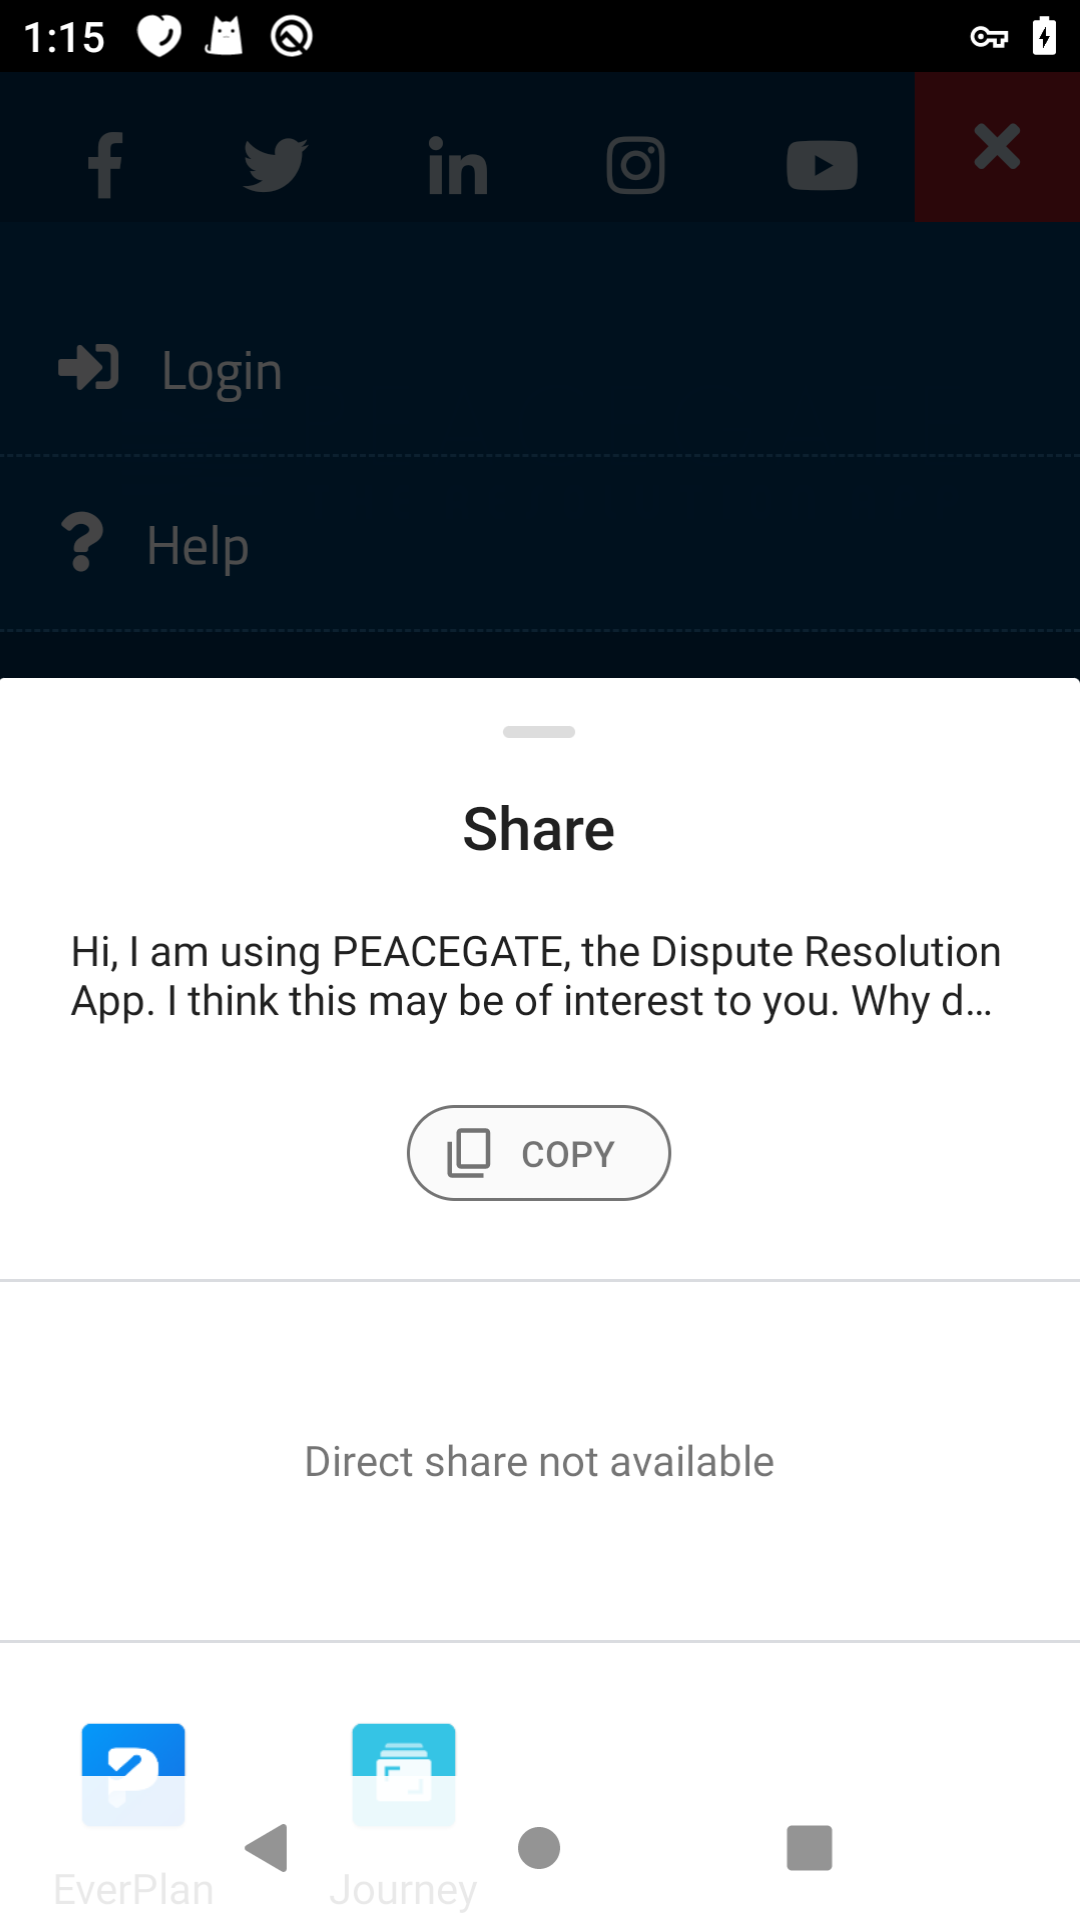 1:15
Login
Help
Share
Hi, I am using PEACEGATE, the Dispute Resolution
App. I think this may be of interest to you. Why d...
COPY
Direct share not available
EverPlan Journey